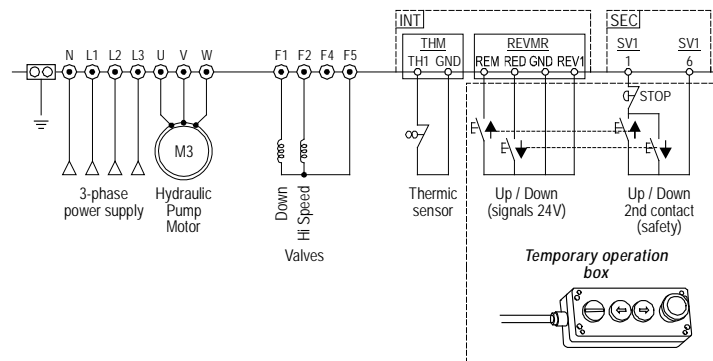 INT
SEC
THM
REVMR
SV1
SV1
N L1 L2 L3 U V W
F1 F2 F4 F5
TH1 GND
REM RED GND REV1
1
6
STOP
M3
Down
Hi Speed
3-phase
power supply
Hydraulic
Pump
Motor
Valves
Thermic
sensor
Up / Down
(signals 24V)
Up / Down
2nd contact
(safety)
Temporary operation
box